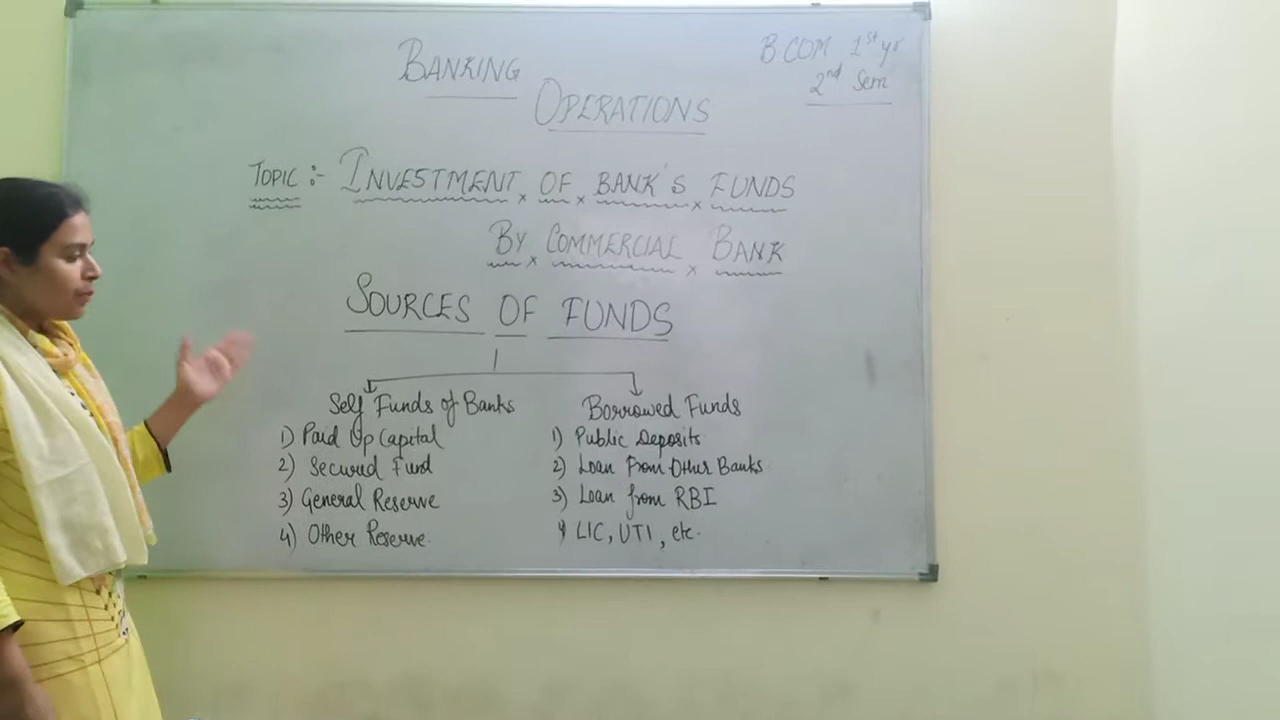 BANKING
OPERATIONS
B COM 1st yr
2nd Sem
TOPIC :- INVESTMENT x OF x BANK'S x FUNDS
BY x COMMERCIAL x BANK
SOURCES OF FUNDS
Self Funds of Banks
1) Paid Up Capital
2) Secured Fund
3) General Reserve
4) Other Reserve.
Borrowed Funds
1) Public Deposits
2) Loan From Other Banks
3) Loan from RBI
4) LIC, UTI, etc.